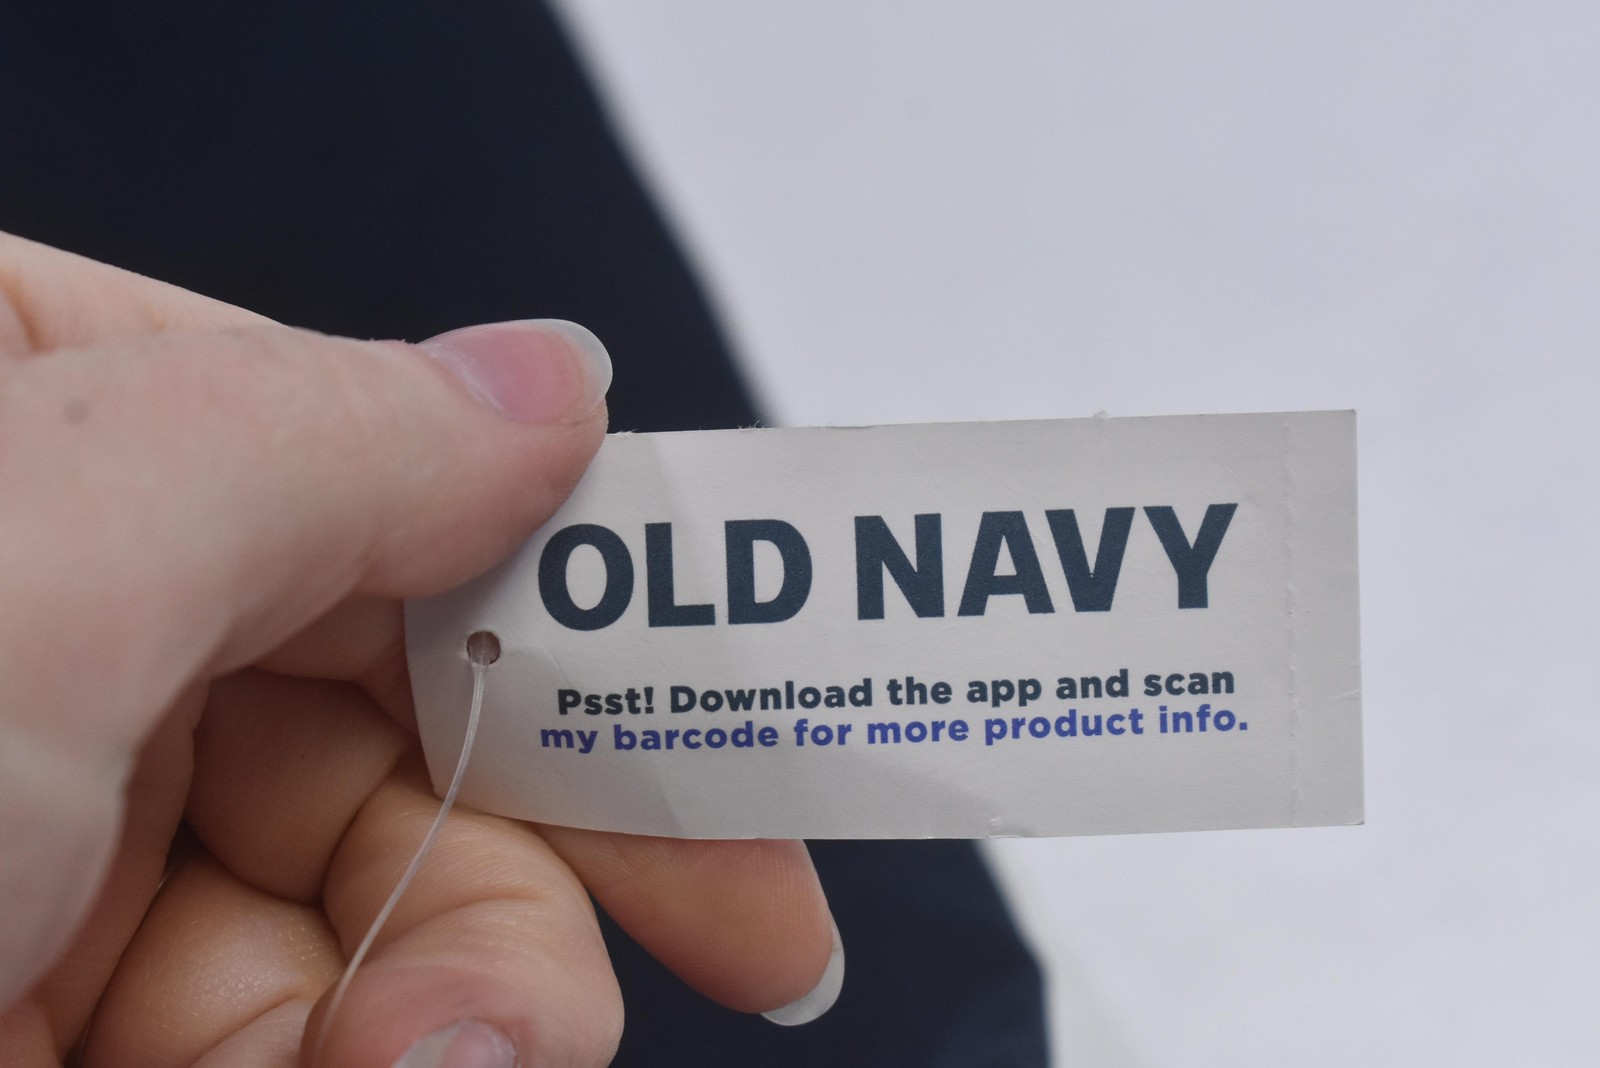 OLD NAVY
Psst! Download the app and scan
my barcode for more product info.